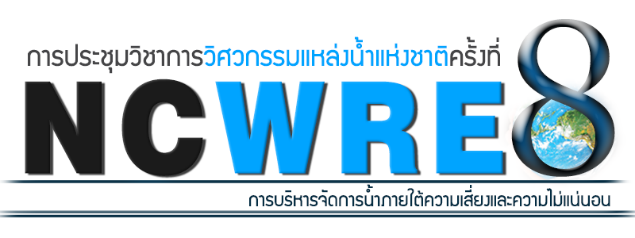 การประชุมวิชาการวิศวกรรมแหล่งน้ำแห่งชาติครั้งที่ 8
NCWRE
การบริหารจัดการน้ำภายใต้ความเสี่ยงและความไม่แน่นอน